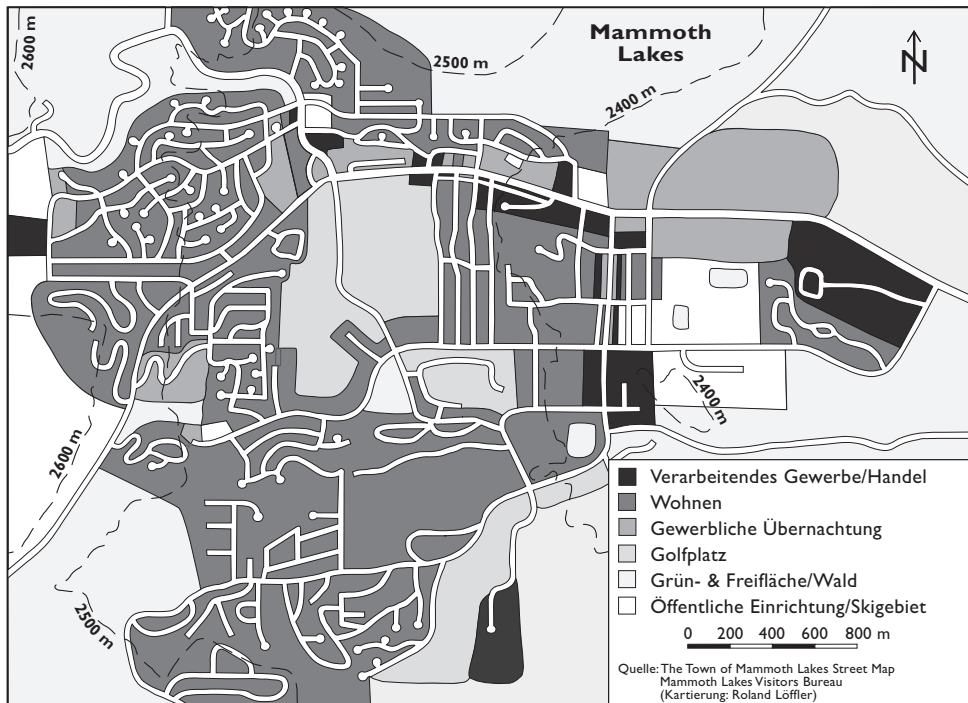 Mammoth
Lakes
N
2600 m
2500 m
2400 m
2400 m
2600 m
2500 m
Verarbeitendes Gewerbe/Handel
Wohnen
Gewerbliche Übernachtung
Golfplatz
Grün- & Freifläche/Wald
Öffentliche Einrichtung/Skigebiet
0 200 400 600 800 m
Quelle: The Town of Mammoth Lakes Street Map
Mammoth Lakes Visitors Bureau
(Kartierung: Roland Löffler)